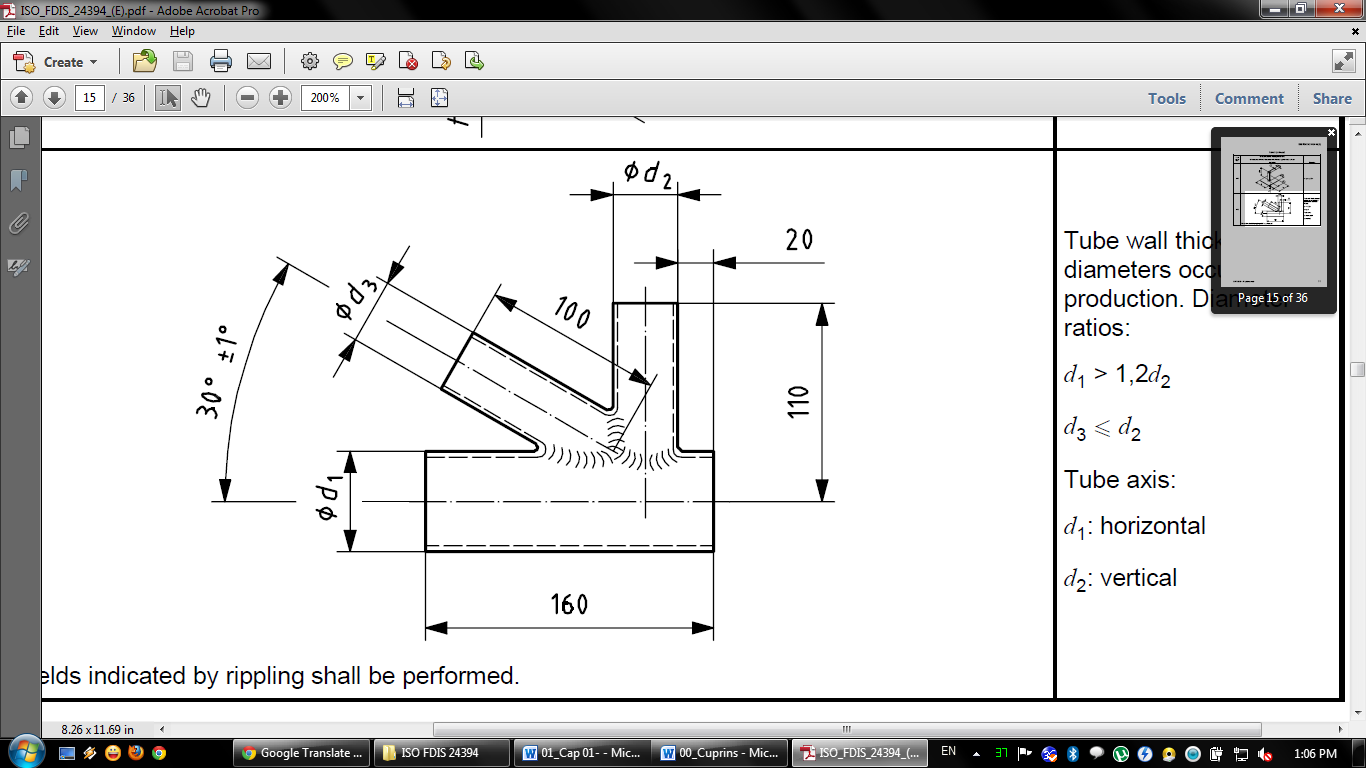 ISO_FDIS_24394_(E).pdf - Adobe Acrobat Pro
File Edit View Window Help
Create
15 / 36
200%
Tools Comment Share
ϕd2
20
ϕd3
100
30° ±1°
110
ϕd1
160
Tube wall thic
diameters occ
production. D
ratios:
d1 > 1,2d2
d3 ⩽ d2
Tube axis:
d1: horizontal
d2: vertical
Page 15 of 36
elds indicated by rippling shall be performed.
8.26 x 11.69 in
Google Translate ...
ISO FDIS 24394
01_Cap 01- - Mic...
00_Cuprins - Mic...
ISO_FDIS_24394_(...
EN
37
1:06 PM